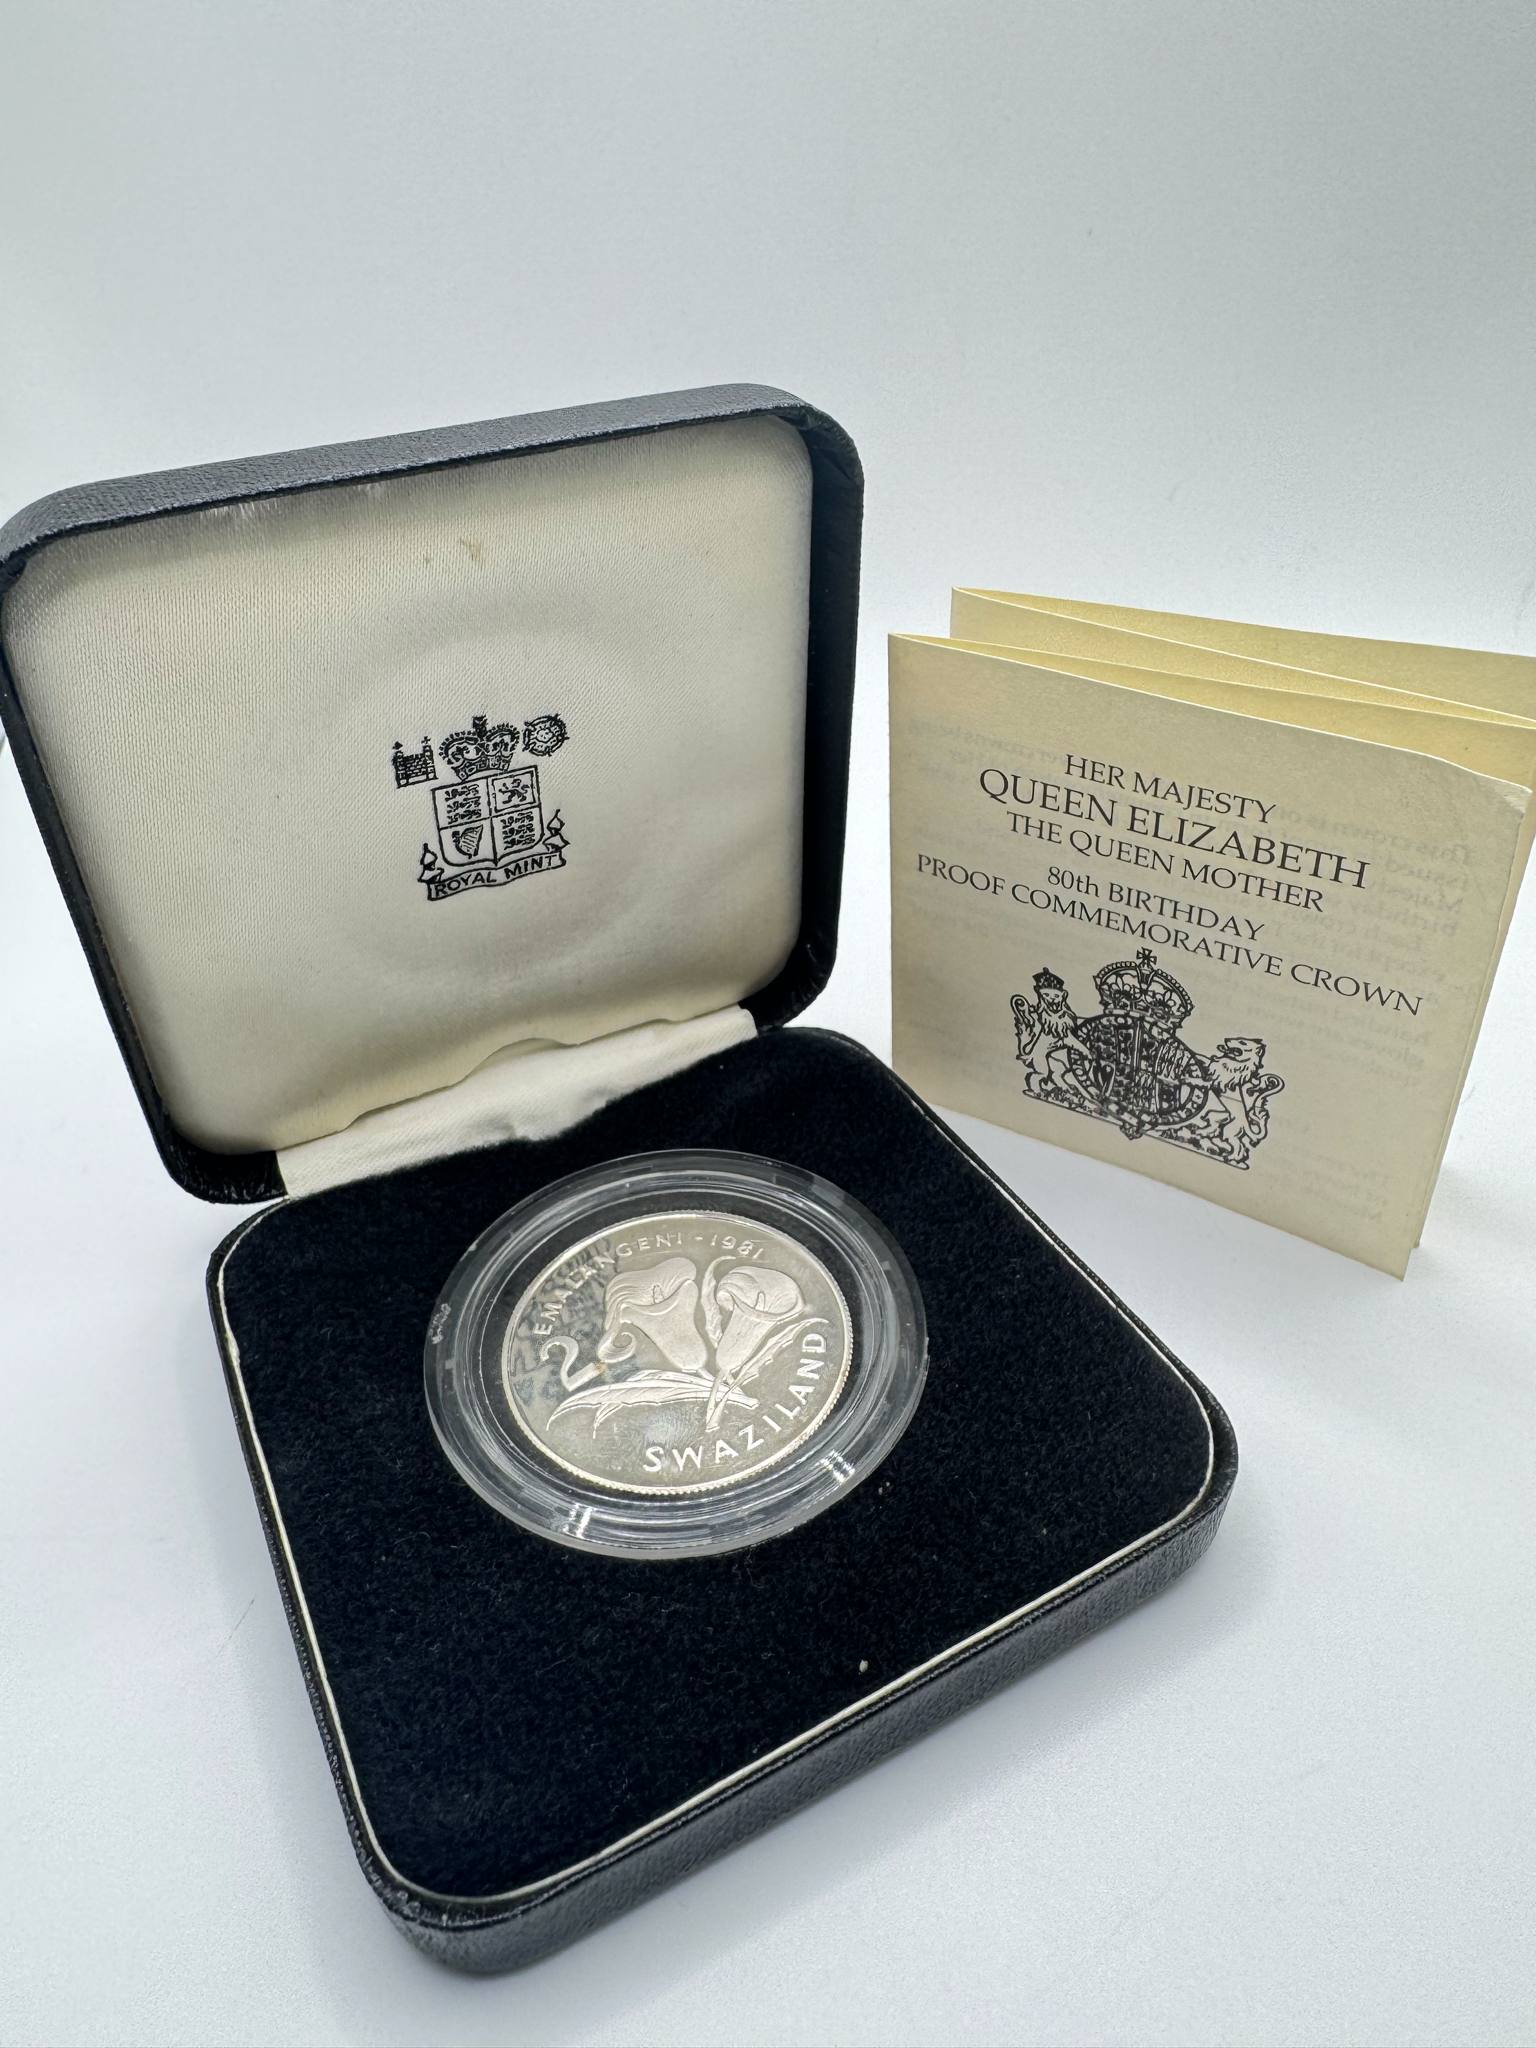 ROYAL MINT
HER MAJESTY
QUEEN ELIZABETH
THE QUEEN MOTHER
80th BIRTHDAY
PROOF COMMEMORATIVE CROWN
2 EMALANGENI - 1981
SWAZILAND